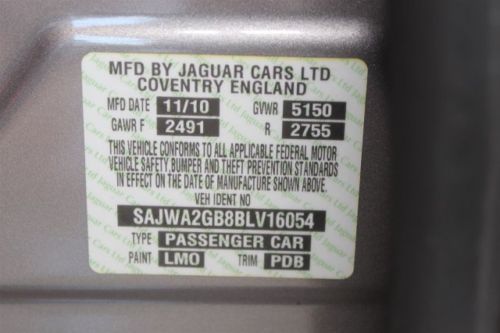 MFD BY JAGUAR CARS LTD
COVENTRY ENGLAND
MFD DATE 11/10 GVWR 5150
GAWR F 2491 R 2755
THIS VEHICLE CONFORMS TO ALL APPLICABLE FEDERAL MOTOR
VEHICLE SAFETY,BUMPER AND THEFT PREVENTION STANDARDS
IN EFFECT ON THE DATE OF MANUFACTURE SHOWN ABOVE.
VEH IDENT NO
SAJWA2GB8BLV16054
TYPE PASSENGER CAR
PAINT LMO TRIM PDB